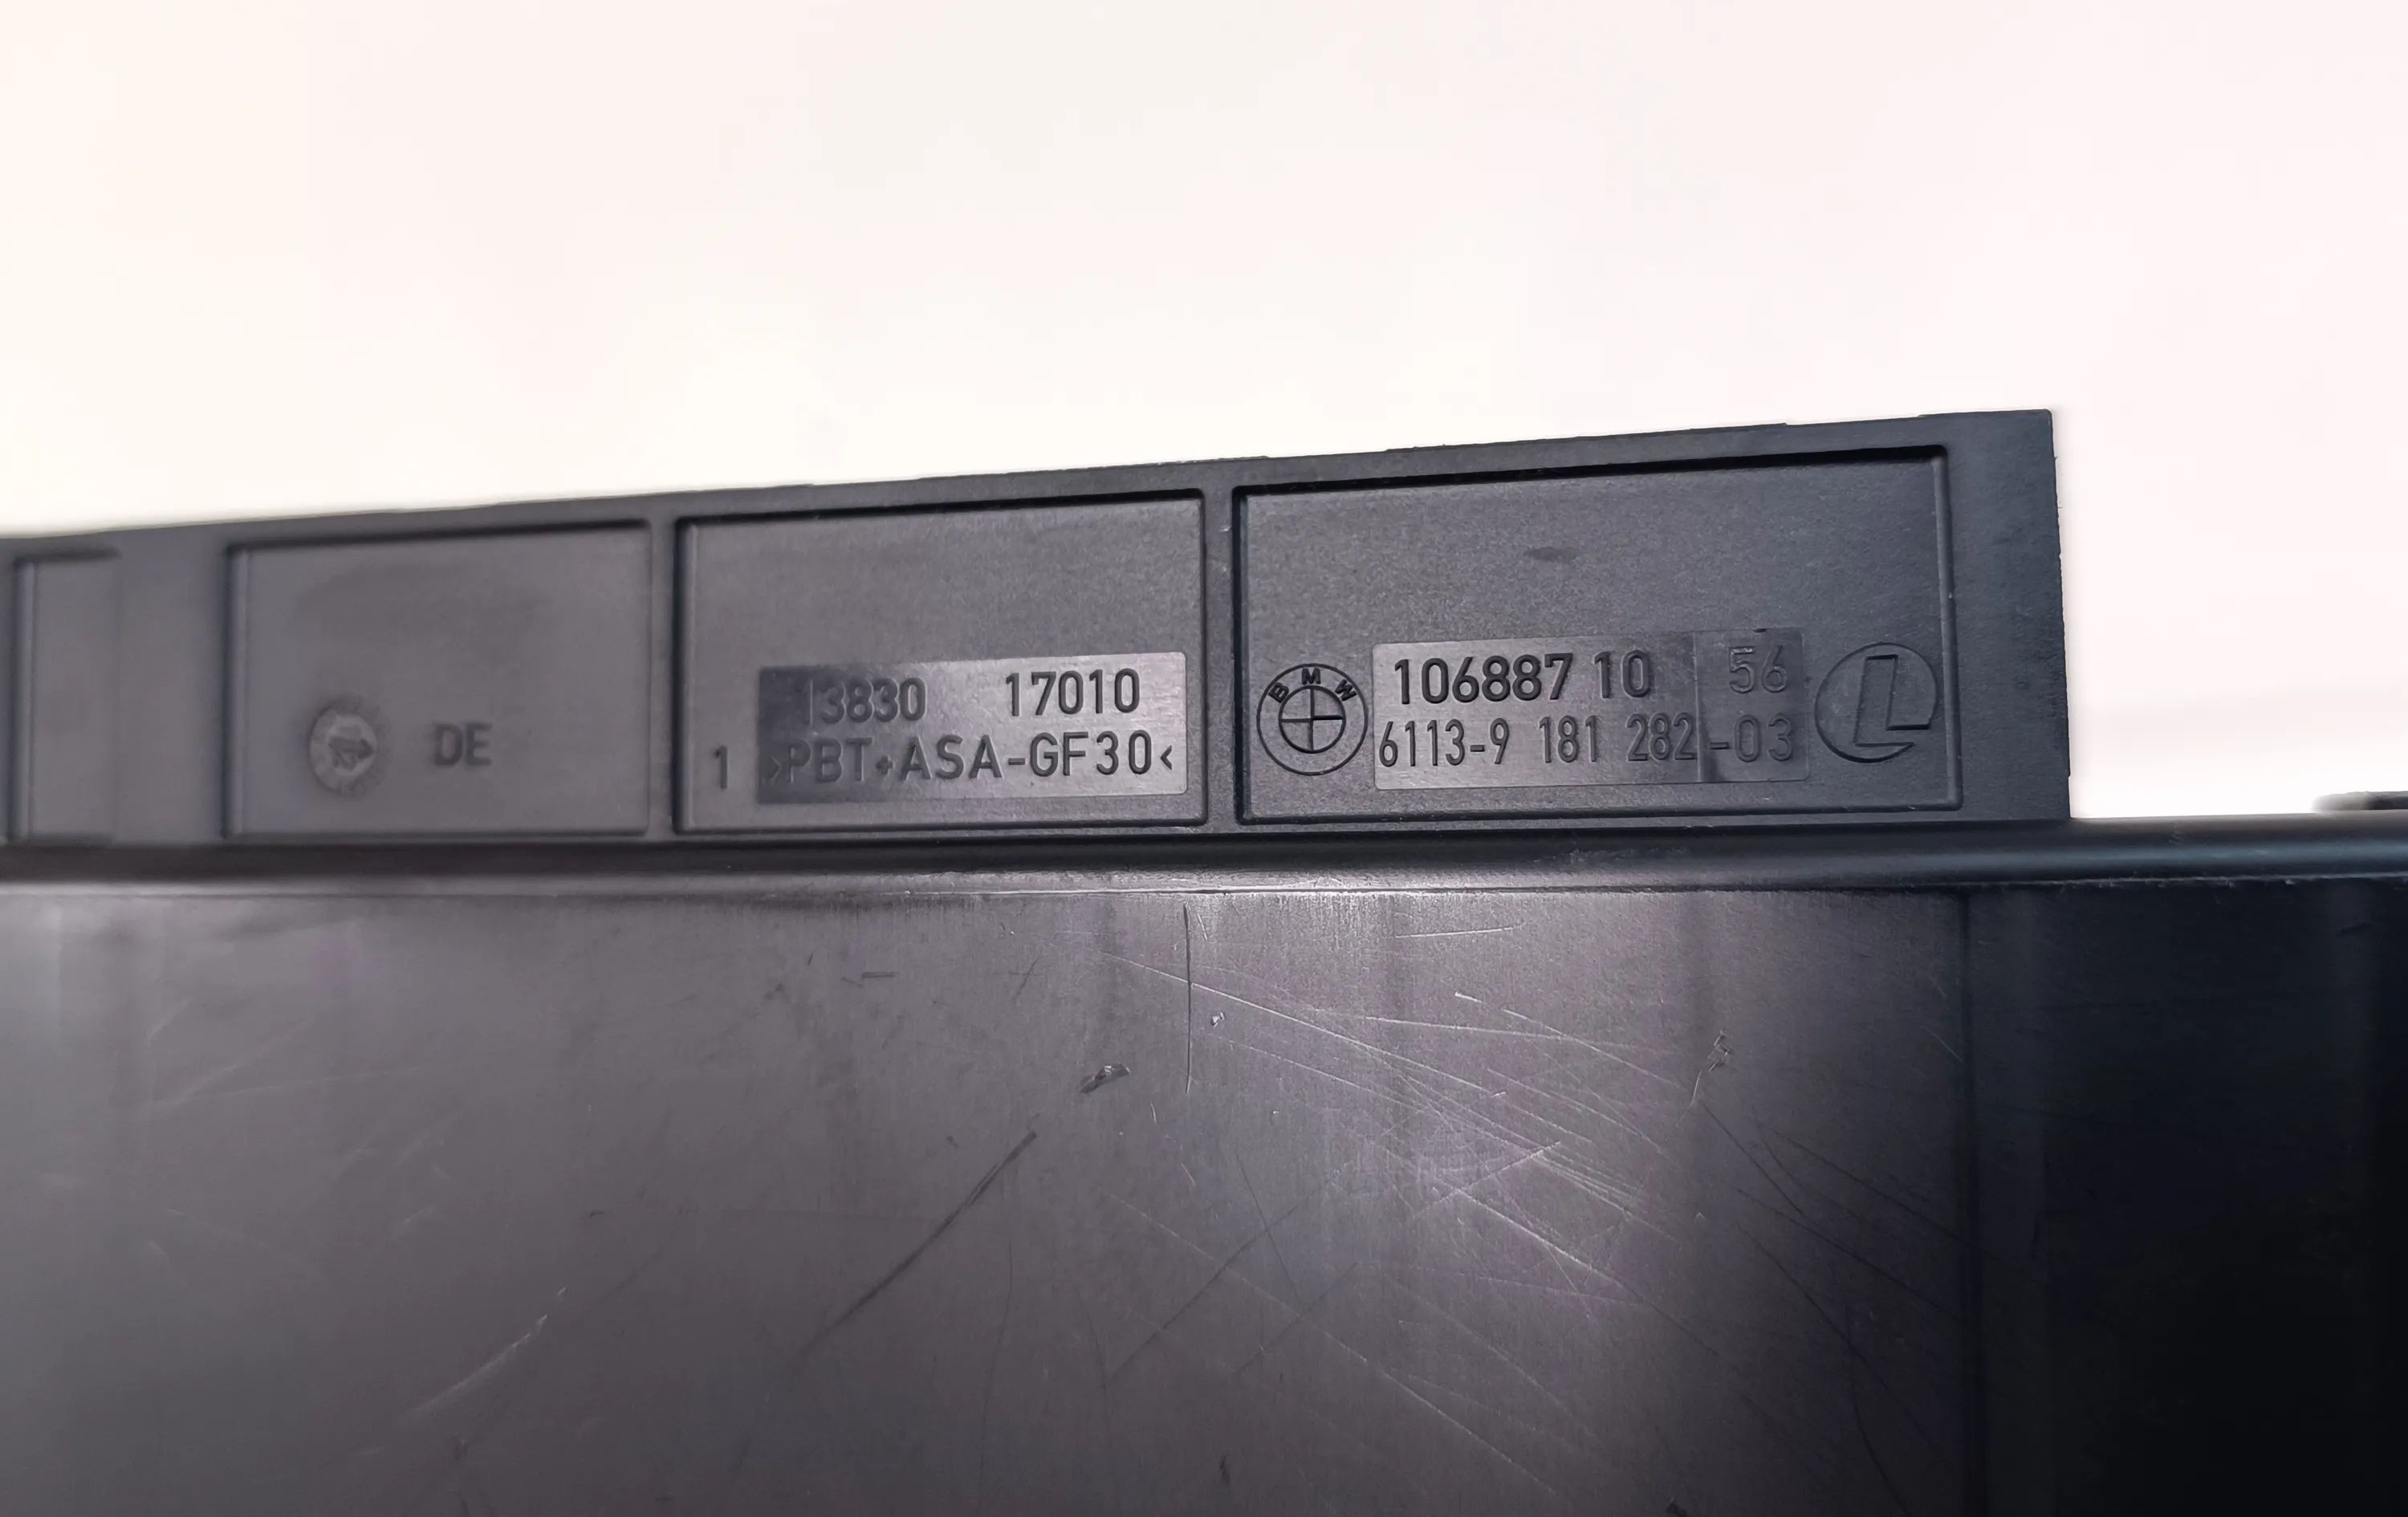 DE
13830 17010
1 >PBT+ASA-GF30<
BMW
106887 10 56
6113-9 181 282-03
L